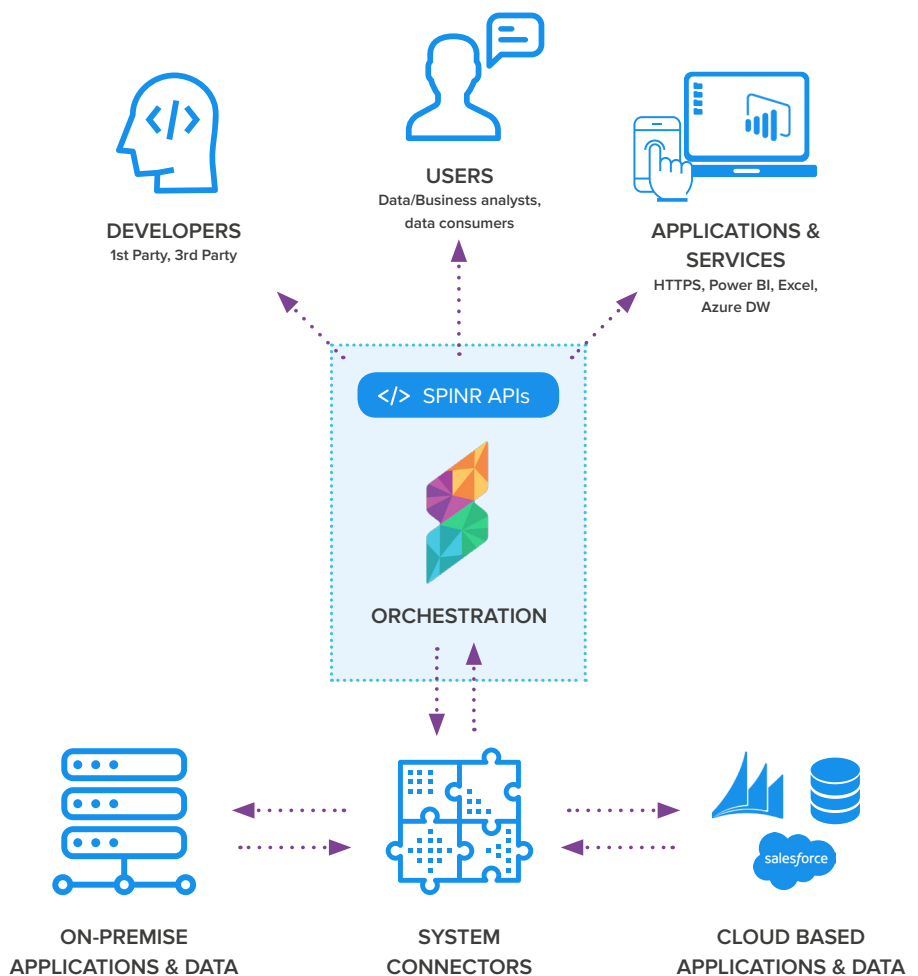 USERS
Data/Business analysts,
data consumers
DEVELOPERS
1st Party, 3rd Party
APPLICATIONS &
SERVICES
HTTPS, Power BI, Excel,
Azure DW
</> SPINR APIs
ORCHESTRATION
salesforce
ON-PREMISE
APPLICATIONS & DATA
SYSTEM
CONNECTORS
CLOUD BASED
APPLICATIONS & DATA